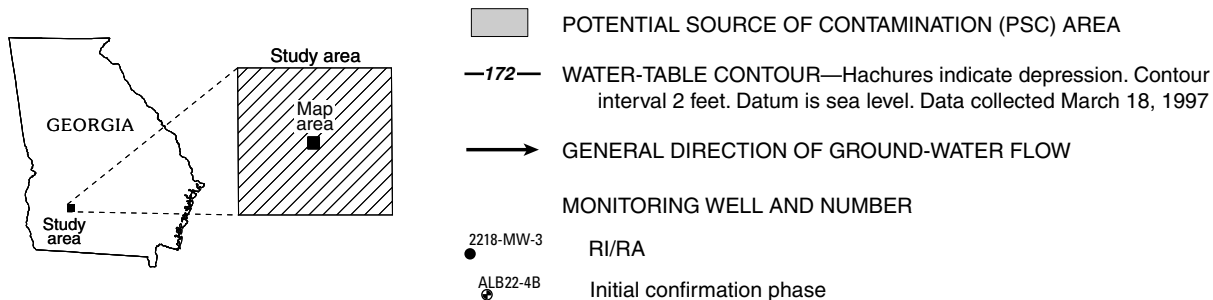 Study area
Map
area
GEORGIA
Study
area
POTENTIAL SOURCE OF CONTAMINATION (PSC) AREA
—172— WATER-TABLE CONTOUR—Hachures indicate depression. Contour
interval 2 feet. Datum is sea level. Data collected March 18, 1997
GENERAL DIRECTION OF GROUND-WATER FLOW
MONITORING WELL AND NUMBER
2218-MW-3 RI/RA
ALB22-4B Initial confirmation phase